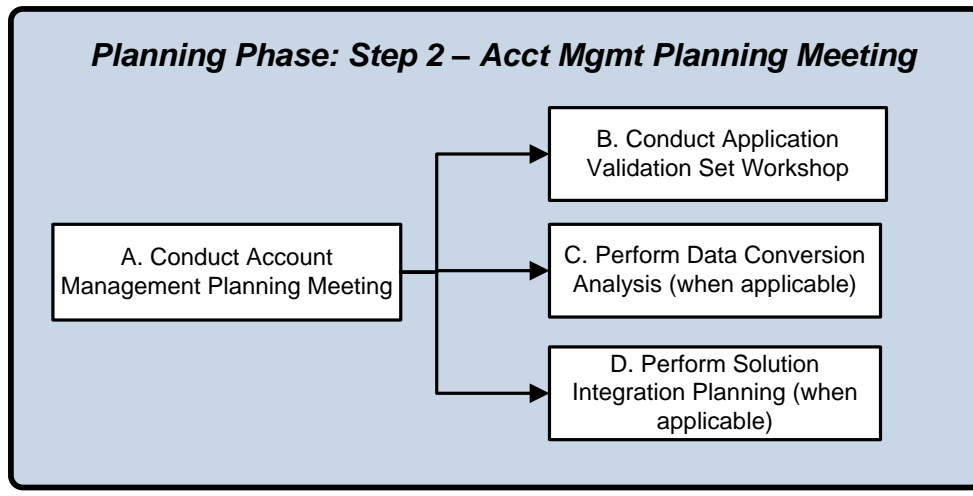 Planning Phase: Step 2 – Acct Mgmt Planning Meeting
A. Conduct Account
Management Planning Meeting
B. Conduct Application
Validation Set Workshop
C. Perform Data Conversion
Analysis (when applicable)
D. Perform Solution
Integration Planning (when
applicable)